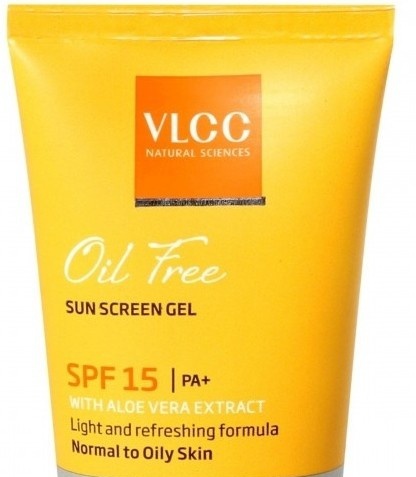 VLCC
NATURAL SCIENCES
Oil Free
SUN SCREEN GEL
SPF 15 | PA+
WITH ALOE VERA EXTRACT
Light and refreshing formula
Normal to Oily Skin